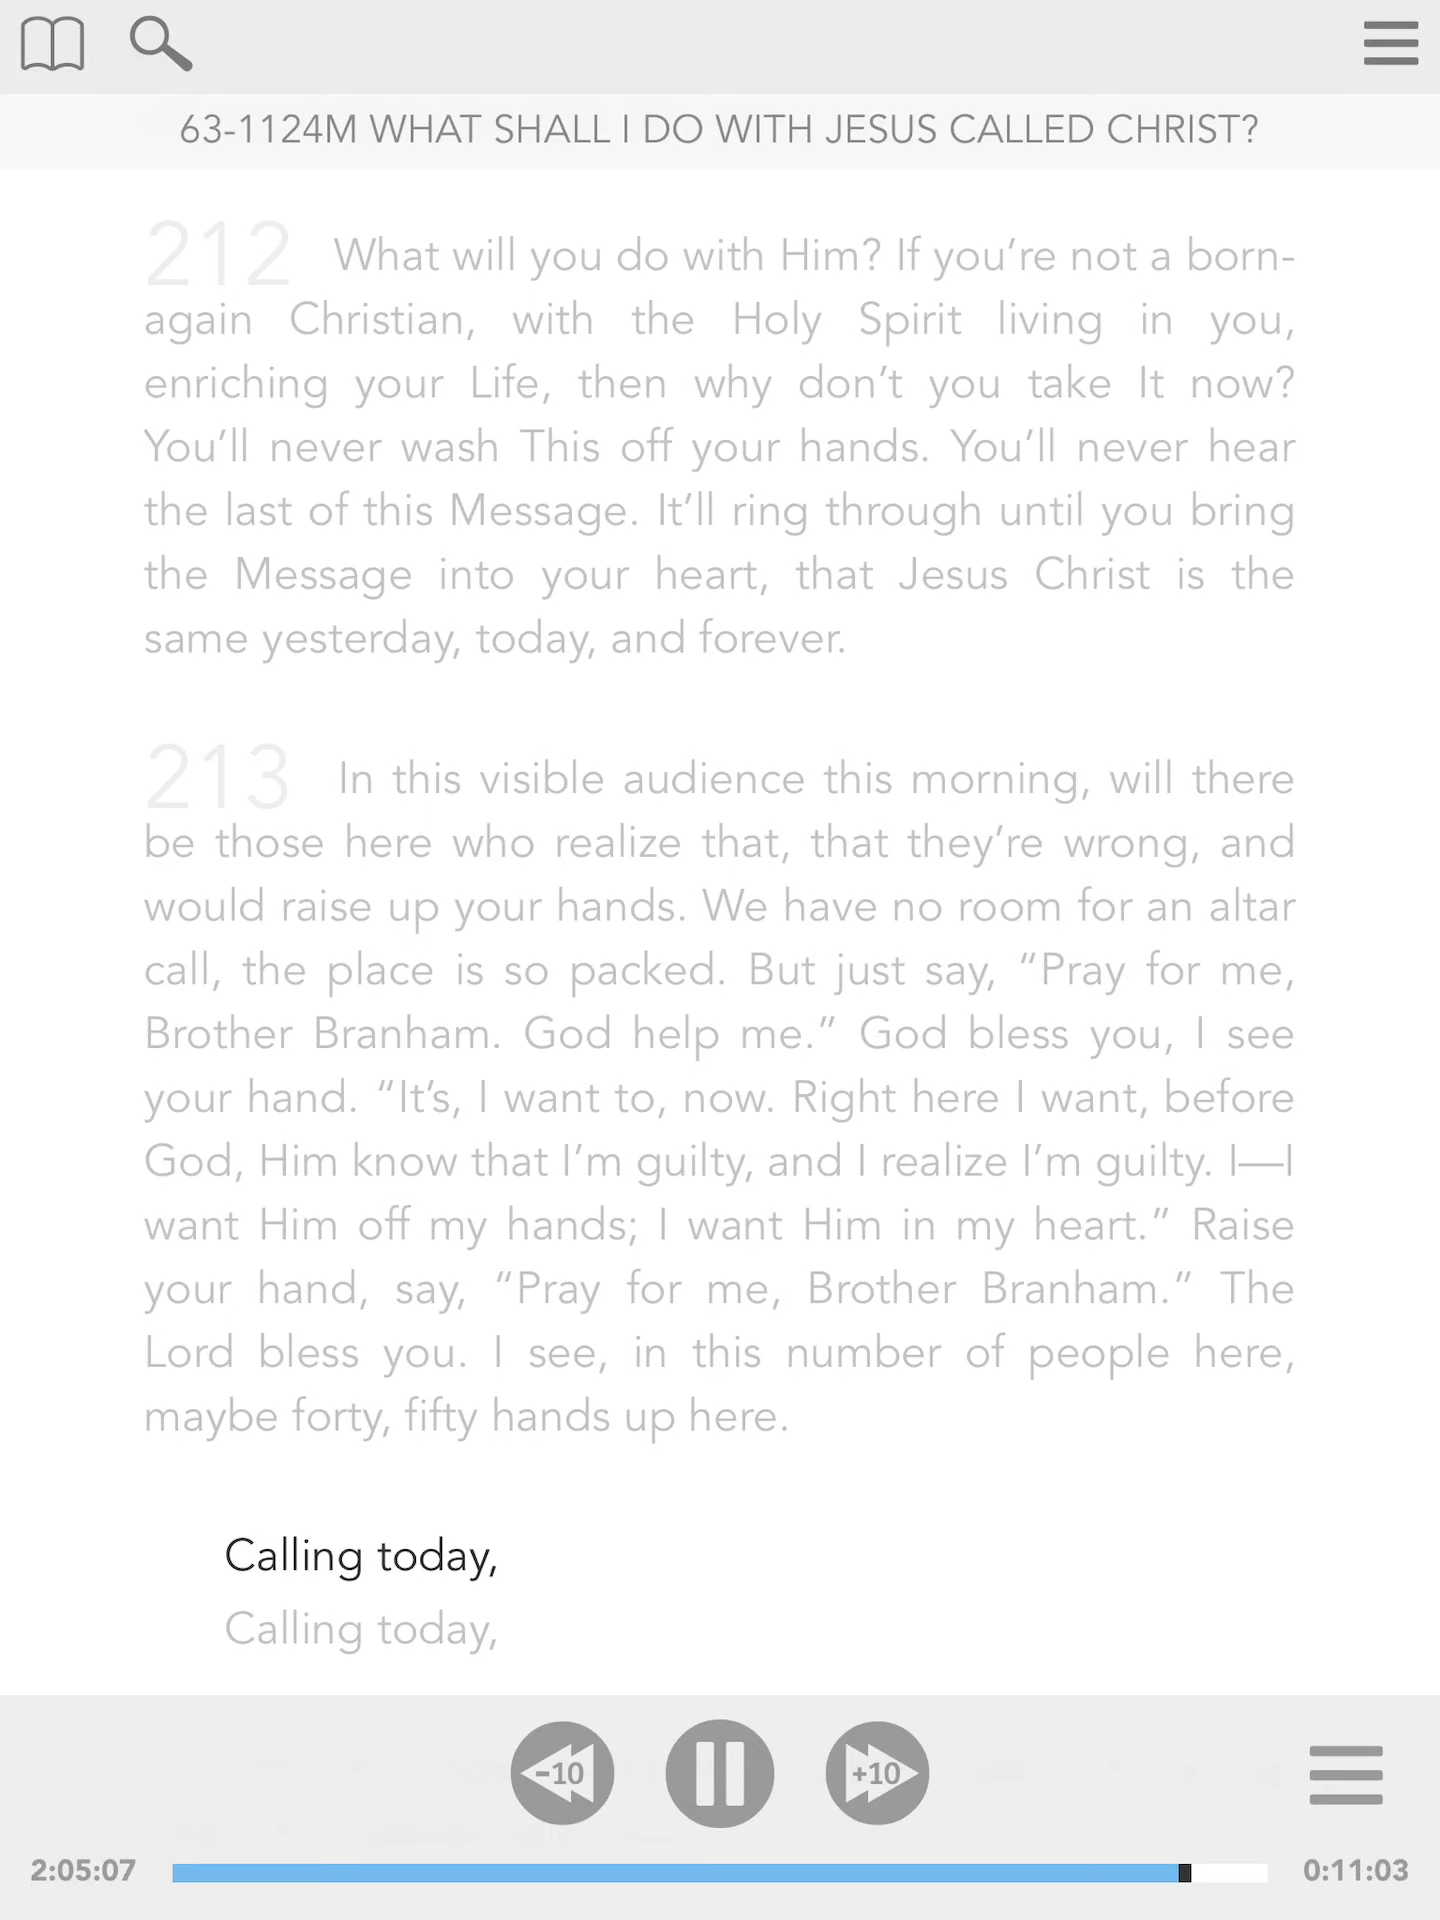 63-1124M WHAT SHALL I DO WITH JESUS CALLED CHRIST?
212 What will you do with Him? If you’re not a born-
again Christian, with the Holy Spirit living in you,
enriching your Life, then why don’t you take It now?
You’ll never wash This off your hands. You’ll never hear
the last of this Message. It’ll ring through until you bring
the Message into your heart, that Jesus Christ is the
same yesterday, today, and forever.
213 In this visible audience this morning, will there
be those here who realize that, that they’re wrong, and
would raise up your hands. We have no room for an altar
call, the place is so packed. But just say, “Pray for me,
Brother Branham. God help me.” God bless you, I see
your hand. “It’s, I want to, now. Right here I want, before
God, Him know that I’m guilty, and I realize I’m guilty. I—I
want Him off my hands; I want Him in my heart.” Raise
your hand, say, “Pray for me, Brother Branham.” The
Lord bless you. I see, in this number of people here,
maybe forty, fifty hands up here.
Calling today,
Calling today,
-10 +10
2:05:07 0:11:03